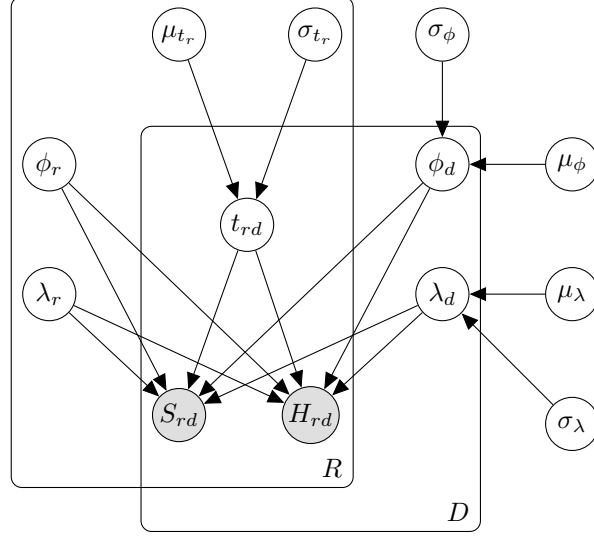 μ_{t_r} σ_{t_r} σ_ϕ
ϕ_r ϕ_d μ_ϕ
t_{rd}
λ_r λ_d μ_λ
S_{rd} H_{rd} σ_λ
R
D